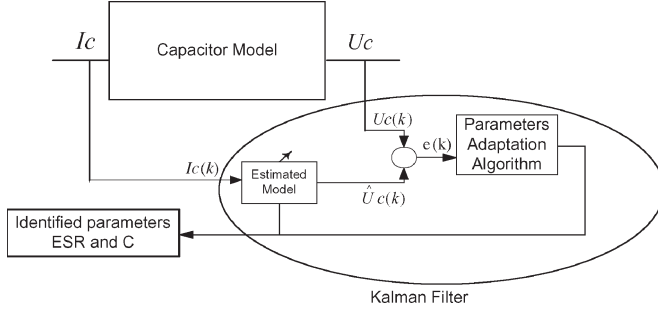 Ic
Capacitor Model
Uc
Uc(k)
e(k)
Parameters
Adaptation
Algorithm
Ic(k)
Estimated
Model
Û c(k)
Identified parameters
ESR and C
Kalman Filter